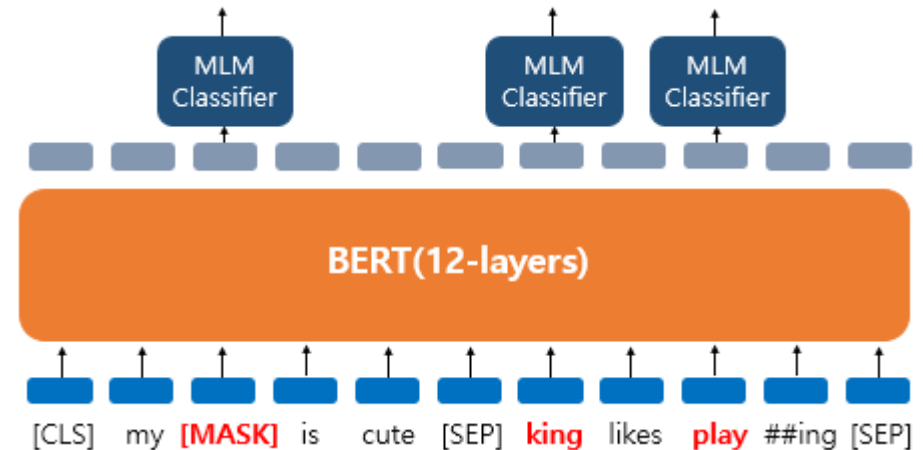 MLM
Classifier
MLM
Classifier
MLM
Classifier
BERT(12-layers)
[CLS] my [MASK] is cute [SEP] king likes play ##ing [SEP]